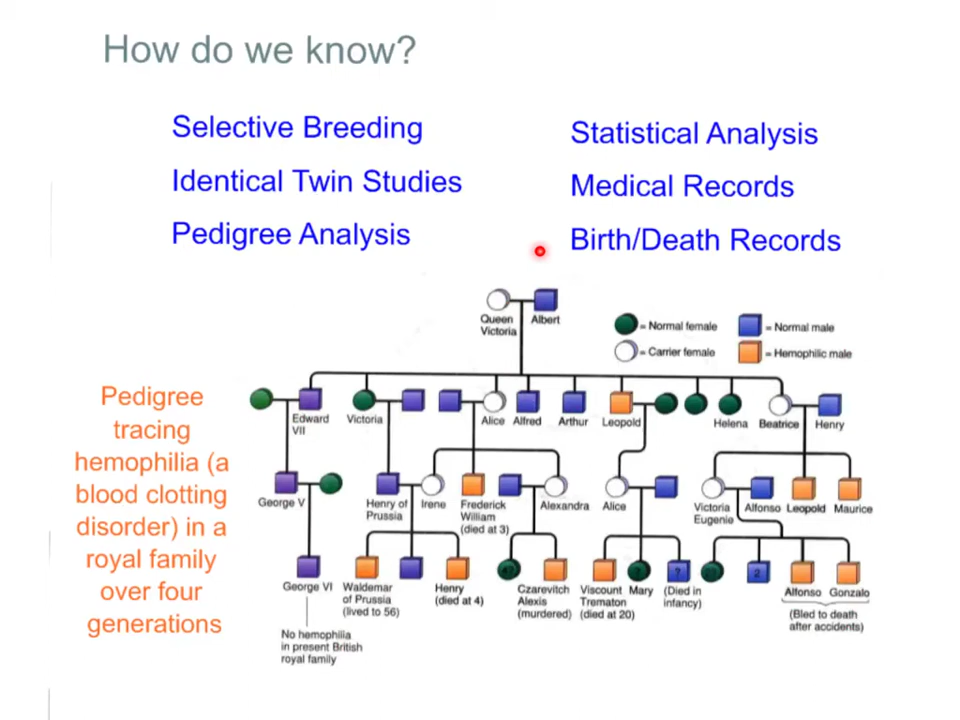 How do we know?
Selective Breeding
Identical Twin Studies
Pedigree Analysis
Statistical Analysis
Medical Records
Birth/Death Records
Pedigree
tracing
hemophilia (a
blood clotting
disorder) in a
royal family
over four
generations
Queen
Victoria
Albert
= Normal female
= Normal male
= Carrier female
= Hemophilic male
Edward
VII
Victoria
Alice
Alfred
Arthur
Leopold
Helena
Beatrice
Henry
George V
Henry of
Prussia
Irene
Frederick
William
(died at 3)
Alexandra
Alice
Victoria
Eugenie
Alfonso
Leopold
Maurice
?
2
George VI
Waldemar
of Prussia
(lived to 56)
Henry
(died at 4)
Czarevitch
Alexis
(murdered)
Viscount
Trematon
(died at 20)
Mary
(Died in
infancy)
Alfonso
Gonzalo
(Bled to death
after accidents)
No hemophilia
in present British
royal family